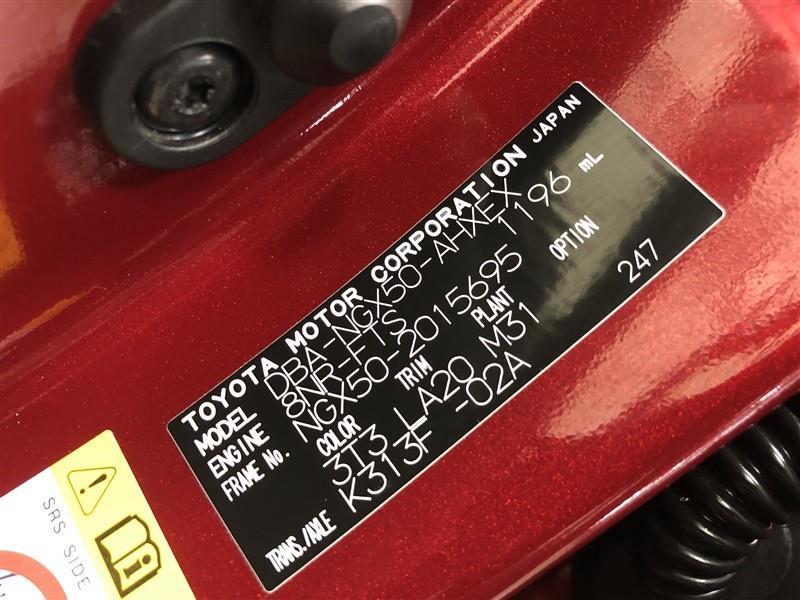 TOYOTA MOTOR CORPORATION JAPAN
MODEL DBA-NGX50-AHXEX
ENGINE 8NR-FTS 1196 mL
FRAME No. NGX50-2015695
COLOR TRIM PLANT OPTION
3T3 LA20 M31
TRANS./AXLE K313F -02A 247
SRS SIDE